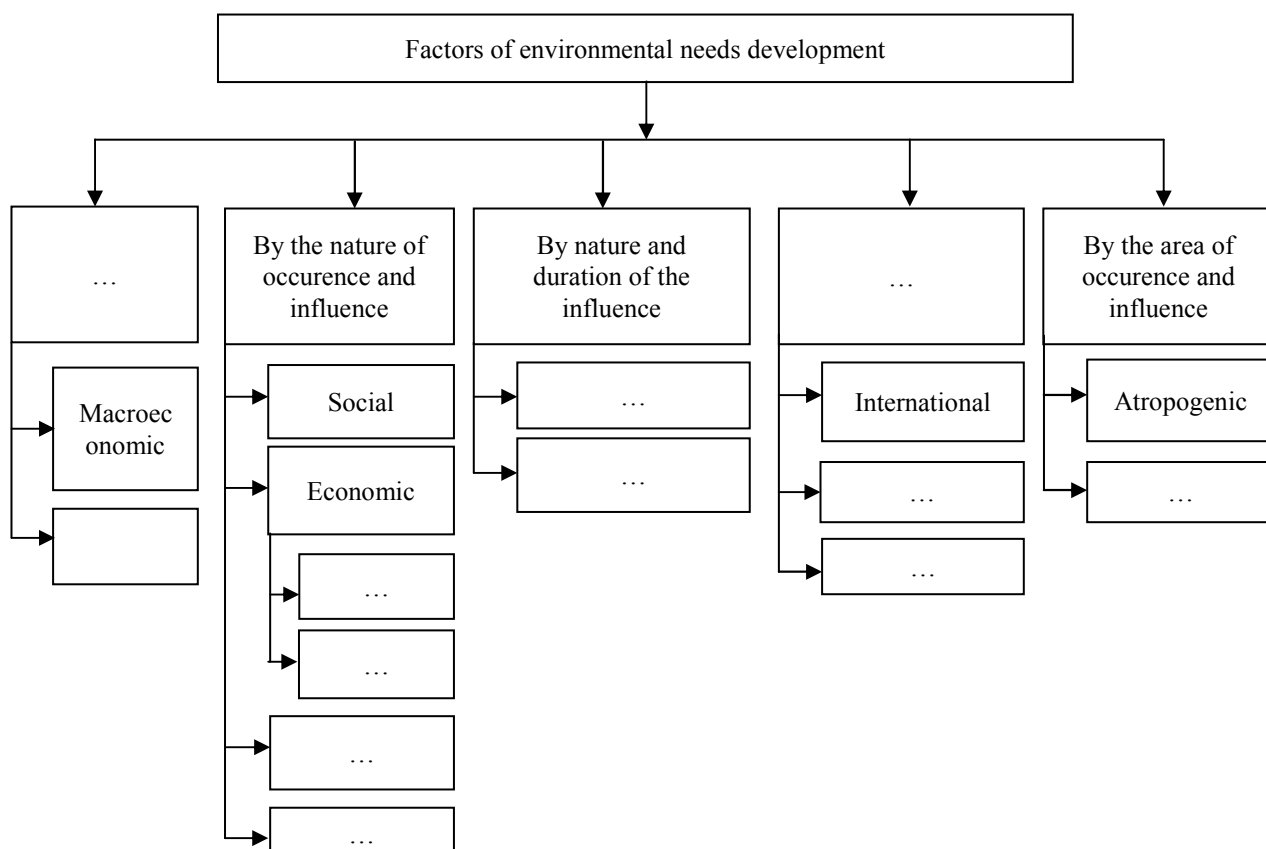 Factors of environmental needs development
…
By the nature of
occurence and
influence
By nature and
duration of the
influence
…
By the area of
occurence and
influence
Macroec
onomic
Social
Economic
…
…
…
…
…
…
International
…
…
Atropogenic
…